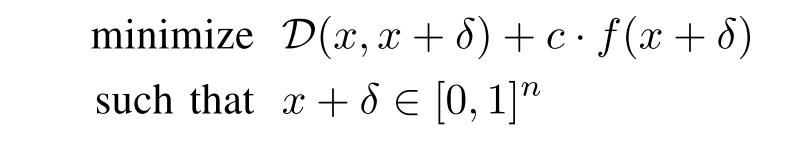 minimize 𝒟(x, x + δ) + c · f(x + δ)
such that x + δ ∈ [0, 1]ⁿ